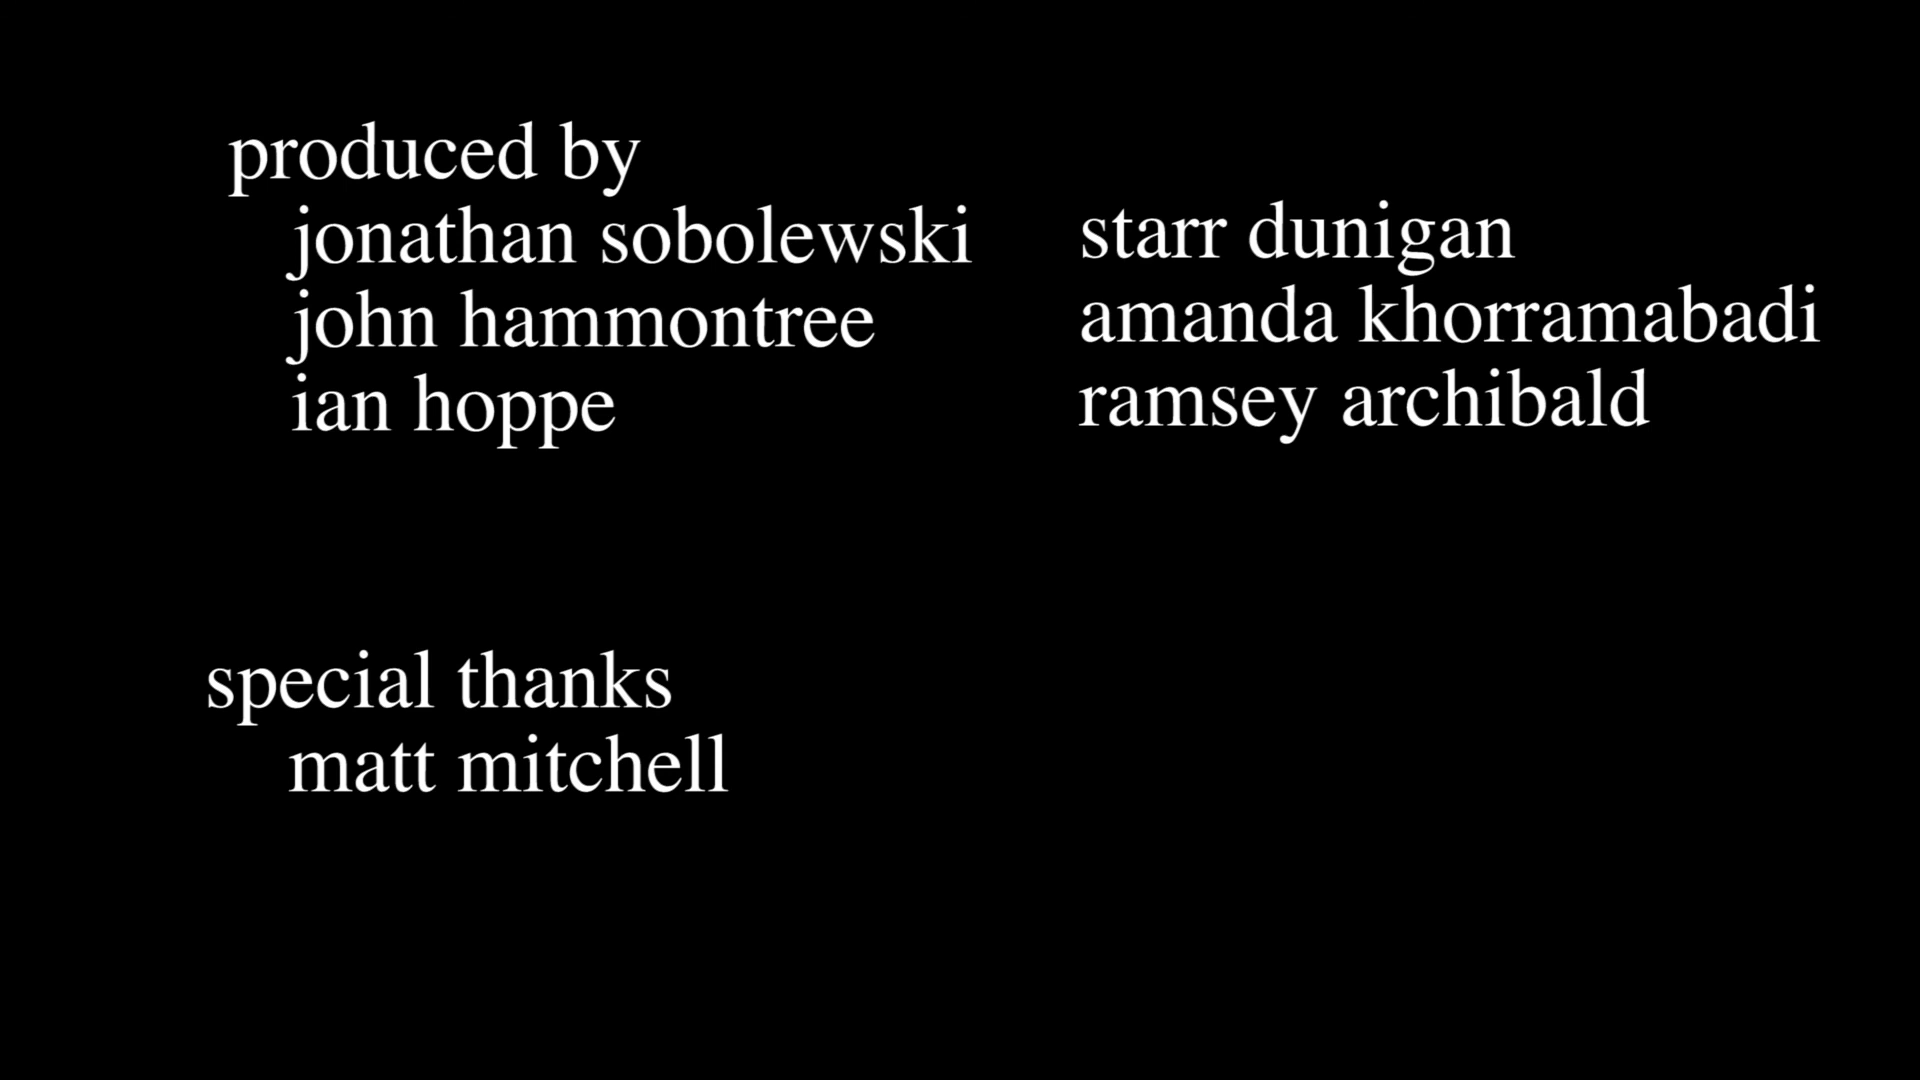 produced by
jonathan sobolewski
john hammontree
ian hoppe
starr dunigan
amanda khorramabadi
ramsey archibald
special thanks
matt mitchell